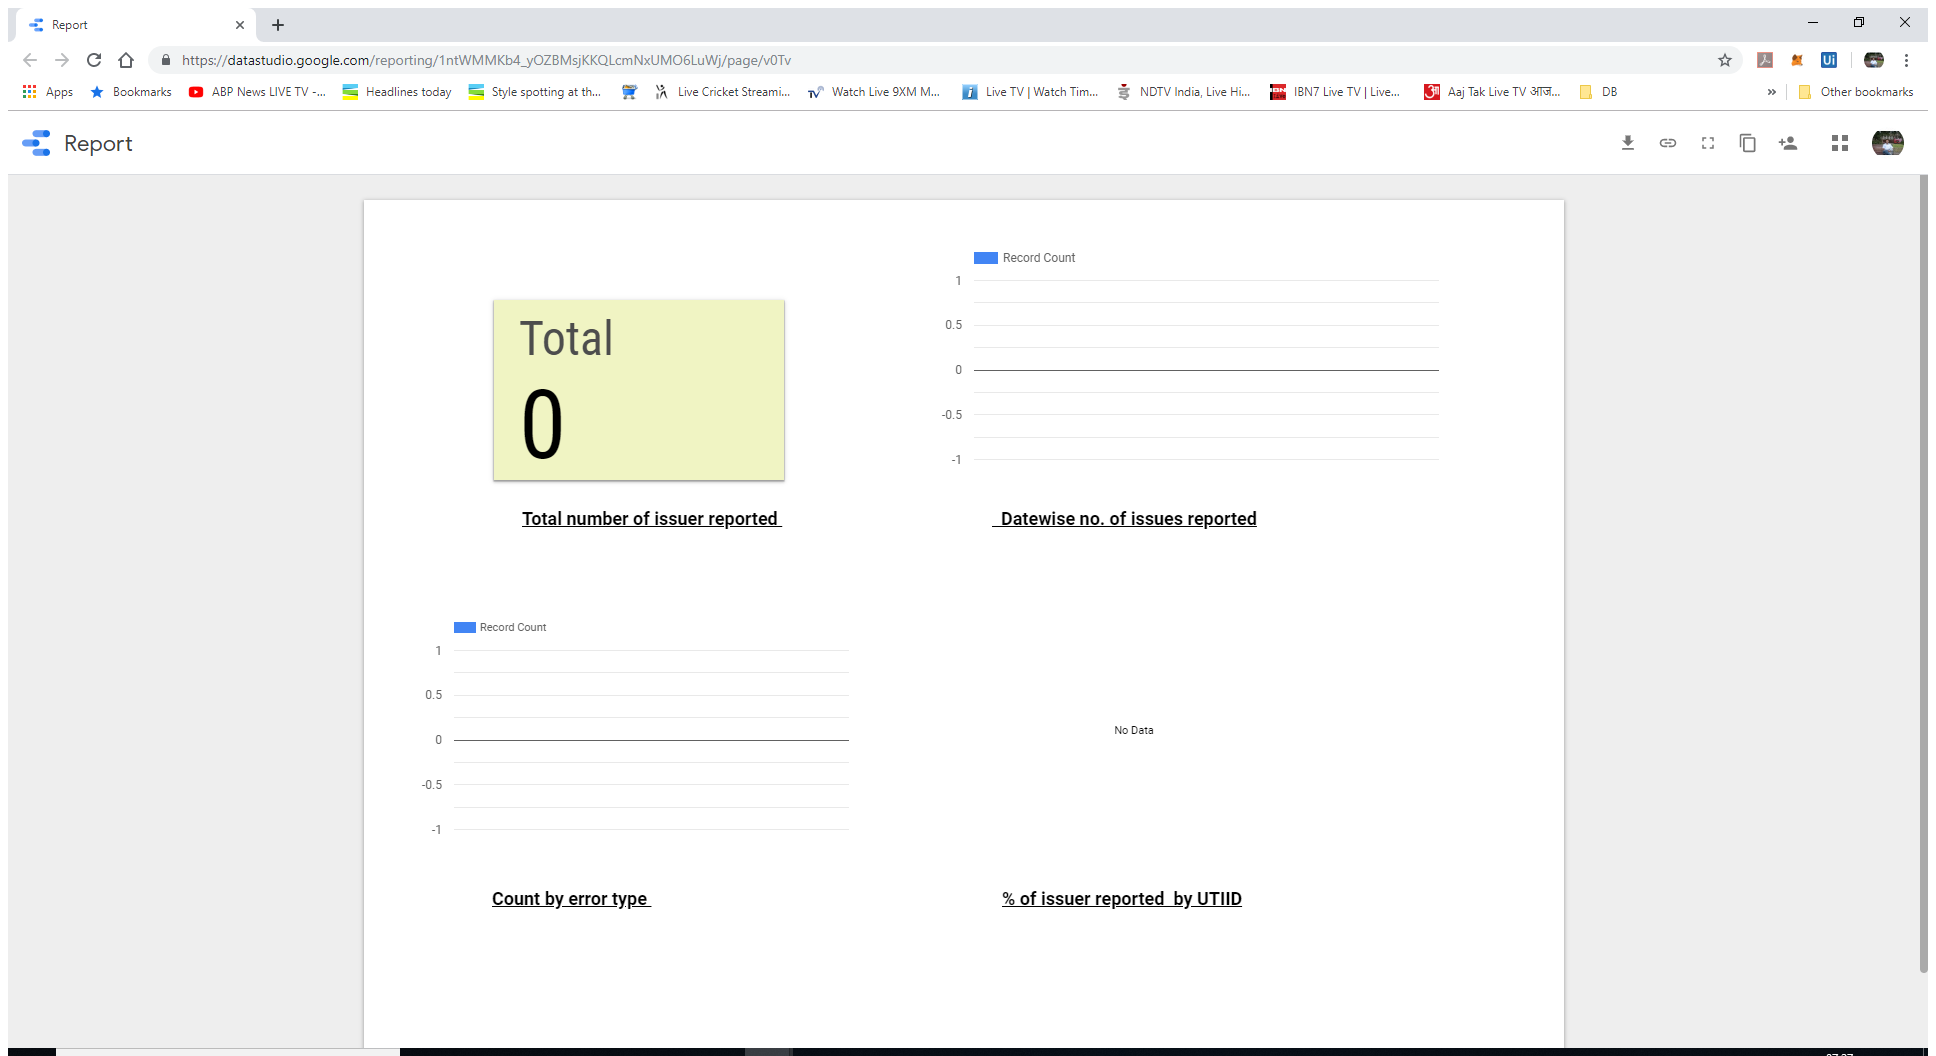 Report
https://datastudio.google.com/reporting/1ntWMMKb4_yOZBMsjKKQLcmNxUMO6LuWj/page/v0Tv
Apps Bookmarks ABP News LIVE TV -... Headlines today Style spotting at th... Live Cricket Streami... Watch Live 9XM M... Live TV | Watch Tim... NDTV India, Live Hi... IBN7 Live TV | Live... Aaj Tak Live TV आज... DB » Other bookmarks
Report
Record Count
1
0.5
0
-0.5
-1
Total
0
Total number of issuer reported
Datewise no. of issues reported
Record Count
1
0.5
0
-0.5
-1
No Data
Count by error type
% of issuer reported  by UTIID